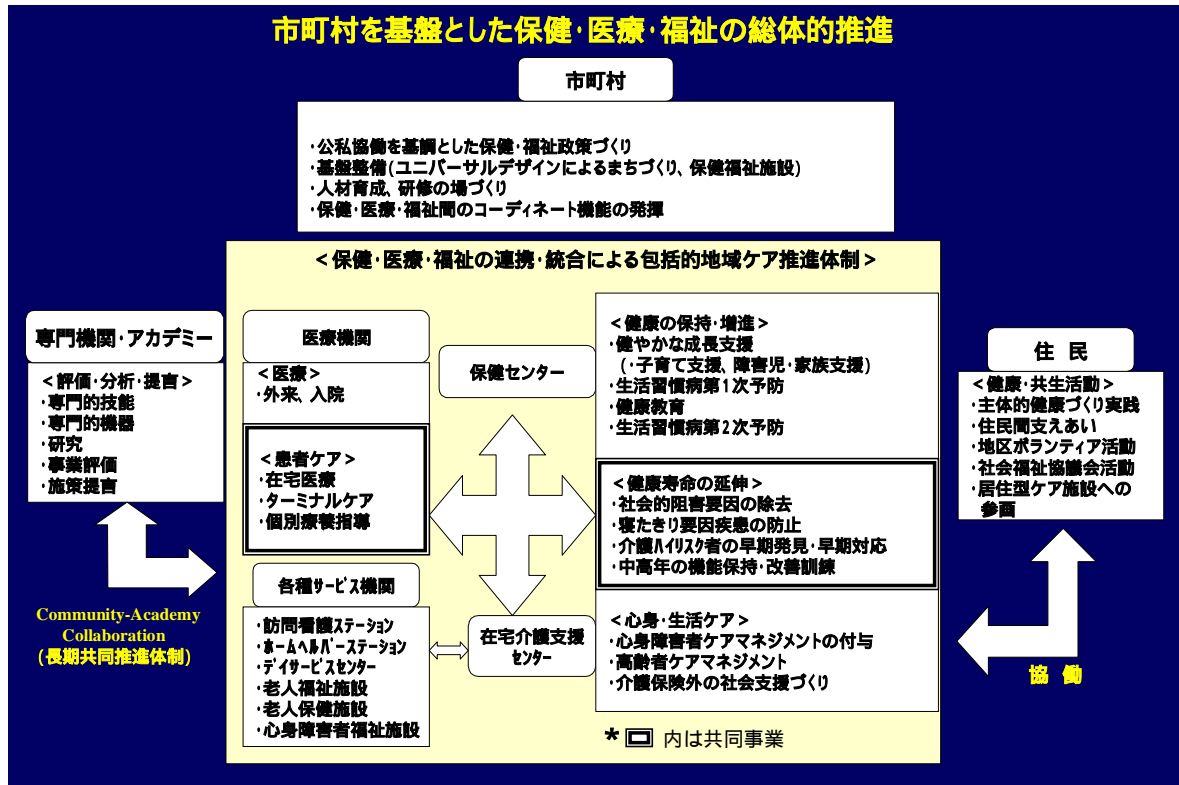 市町村を基盤とした保健･医療･福祉の総体的推進
市町村
･公私協働を基調とした保健･福祉政策づくり
･基盤整備(ユニバーサルデザインによるまちづくり、保健福祉施設)
･人材育成、研修の場づくり
･保健･医療･福祉間のコーディネート機能の発揮
＜保健･医療･福祉の連携･統合による包括的地域ケア推進体制＞
専門機関･アカデミー
＜評価･分析･提言＞
･専門的技能
･専門的機器
･研究
･事業評価
･施策提言
Community-Academy
Collaboration
(長期共同推進体制)
医療機関
＜医療＞
･外来、入院
＜患者ケア＞
･在宅医療
･ターミナルケア
･個別療養指導
各種ｻｰﾋﾞｽ機関
･訪問看護ｽﾃｰｼｮﾝ
･ﾎｰﾑﾍﾙﾊﾟｰｽﾃｰｼｮﾝ
･ﾃﾞｲｻｰﾋﾞｽｾﾝﾀｰ
･老人福祉施設
･老人保健施設
･心身障害者福祉施設
保健センター
在宅介護支援
ｾﾝﾀｰ
＜健康の保持･増進＞
･健やかな成長支援
(･子育て支援、障害児･家族支援)
･生活習慣病第1次予防
･健康教育
･生活習慣病第2次予防
＜健康寿命の延伸＞
･社会的阻害要因の除去
･寝たきり要因疾患の防止
･介護ﾊｲﾘｽｸ者の早期発見･早期対応
･中高年の機能保持･改善訓練
＜心身･生活ケア＞
･心身障害者ケアマネジメントの付与
･高齢者ケアマネジメント
･介護保険外の社会支援づくり
* 内は共同事業
住 民
＜健康･共生活動＞
･主体的健康づくり実践
･住民間支えあい
･地区ボランティア活動
･社会福祉協議会活動
･居住型ケア施設への
参画
協 働